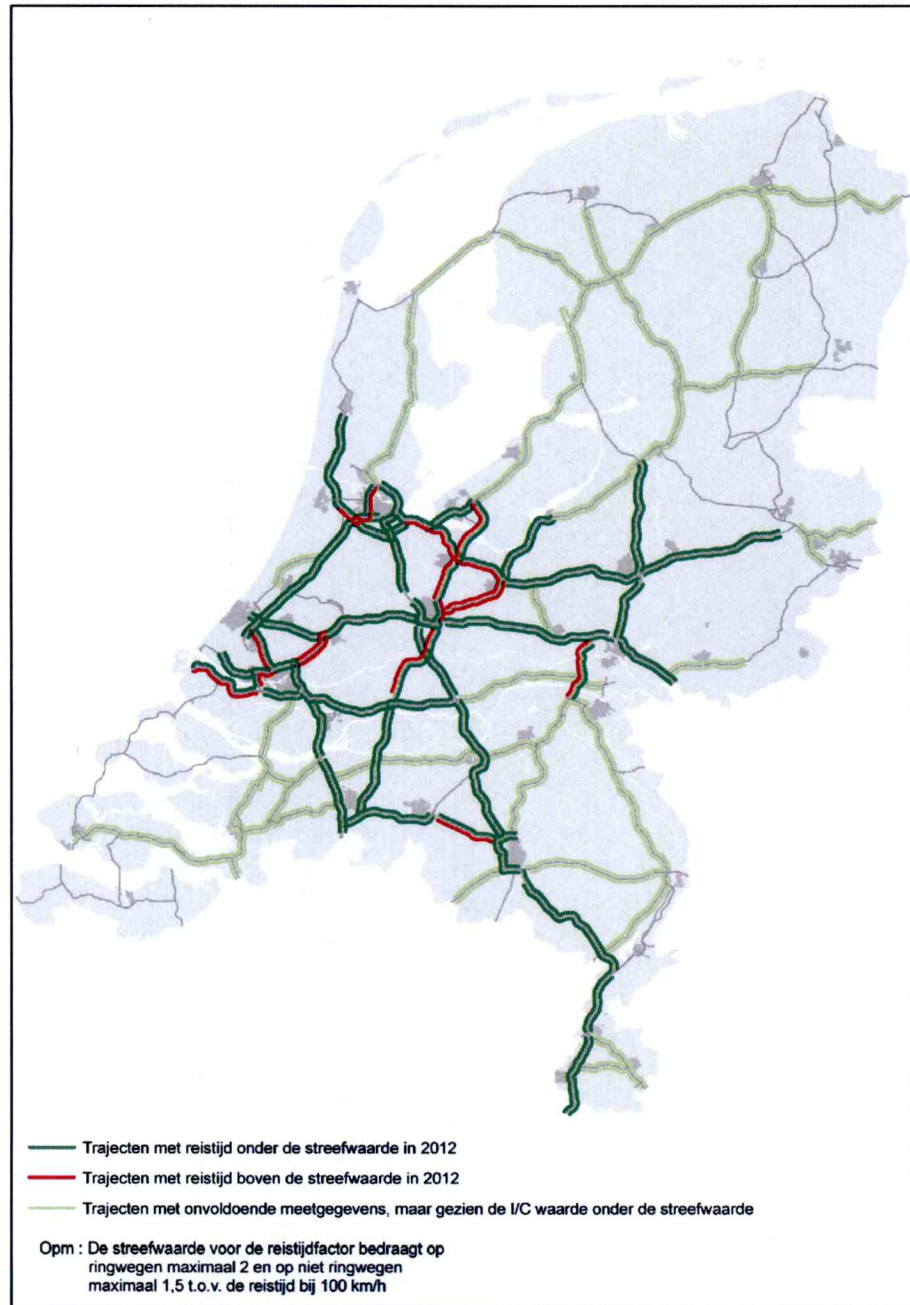 Trajecten met reistijd onder de streefwaarde in 2012
Trajecten met reistijd boven de streefwaarde in 2012
Trajecten met onvoldoende meetgegevens, maar gezien de I/C waarde onder de streefwaarde
Opm : De streefwaarde voor de reistijdfactor bedraagt op
ringwegen maximaal 2 en op niet ringwegen
maximaal 1,5 t.o.v. de reistijd bij 100 km/h